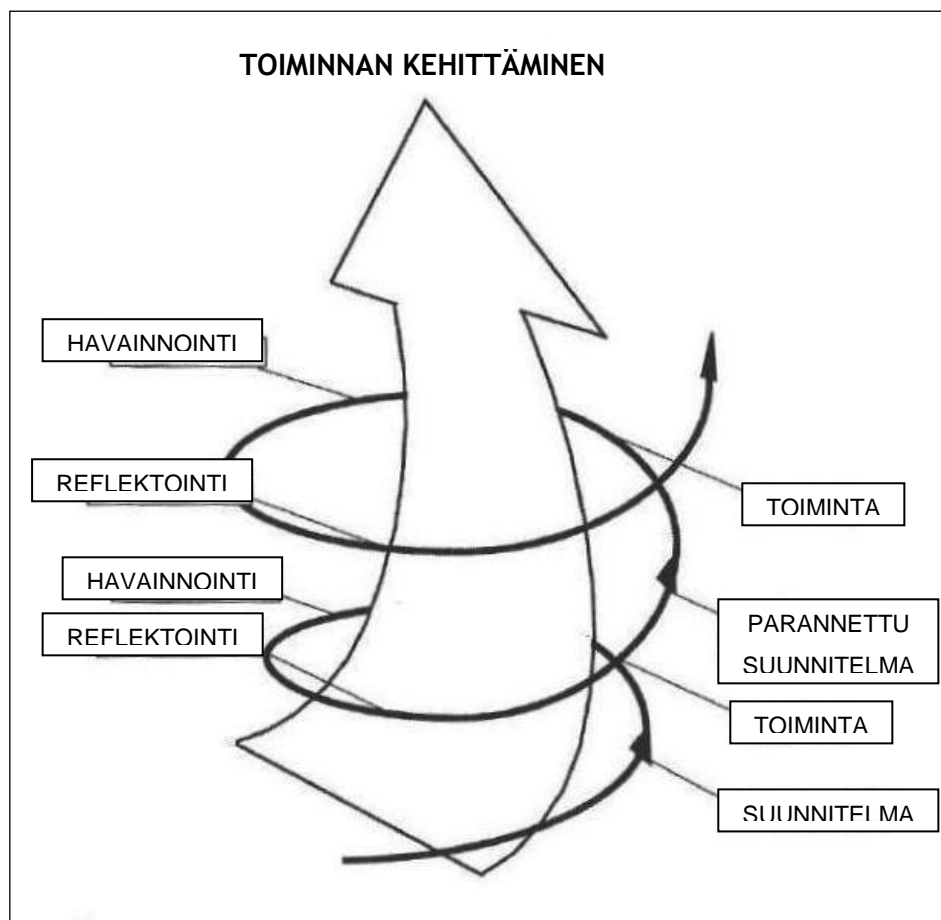 TOIMINNAN KEHITTÄMINEN
HAVAINNOINTI
REFLEKTOINTI
TOIMINTA
HAVAINNOINTI
REFLEKTOINTI
PARANNETTU
SUUNNITELMA
TOIMINTA
SUUNNITELMA